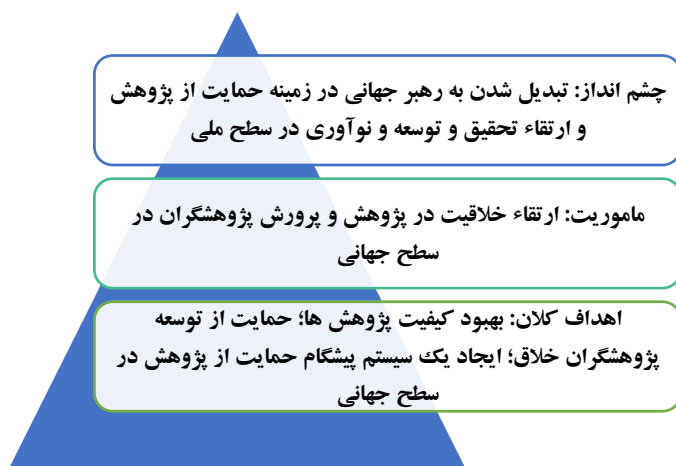 چشم انداز: تبدیل شدن به رهبر جهانی در زمینه حمایت از پژوهش
و ارتقاء تحقیق و توسعه و نوآوری در سطح ملی
ماموریت: ارتقاء خلاقیت در پژوهش و پرورش پژوهشگران در
سطح جهانی
اهداف کلان: بهبود کیفیت پژوهش ها؛ حمایت از توسعه
پژوهشگران خلاق؛ ایجاد یک سیستم پیشگام حمایت از پژوهش در
سطح جهانی